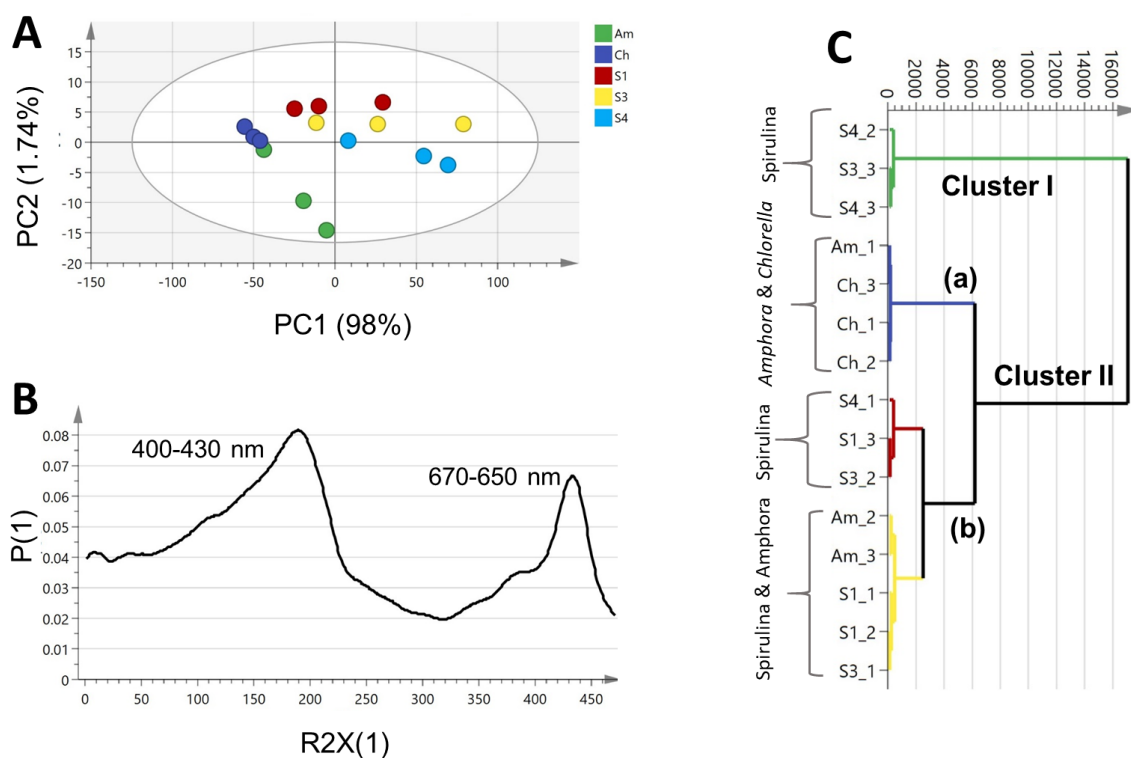 A
Am
Ch
S1
S3
S4
PC2 (1.74%)
15
10
5
0
-5
-10
-15
-20
-150
-100
-50
0
50
100
PC1 (98%)
B
400-430 nm
670-650 nm
P(1)
0.08
0.07
0.06
0.05
0.04
0.03
0.02
0.01
0
0
50
100
150
200
250
300
350
400
450
R2X(1)
C
0
2000
4000
6000
8000
10000
12000
14000
16000
Spirulina
S4_2
S3_3
S4_3
Cluster I
Amphora & Chlorella
Am_1
Ch_3
Ch_1
Ch_2
(a)
Cluster II
Spirulina
S4_1
S1_3
S3_2
(b)
Spirulina & Amphora
Am_2
Am_3
S1_1
S1_2
S3_1